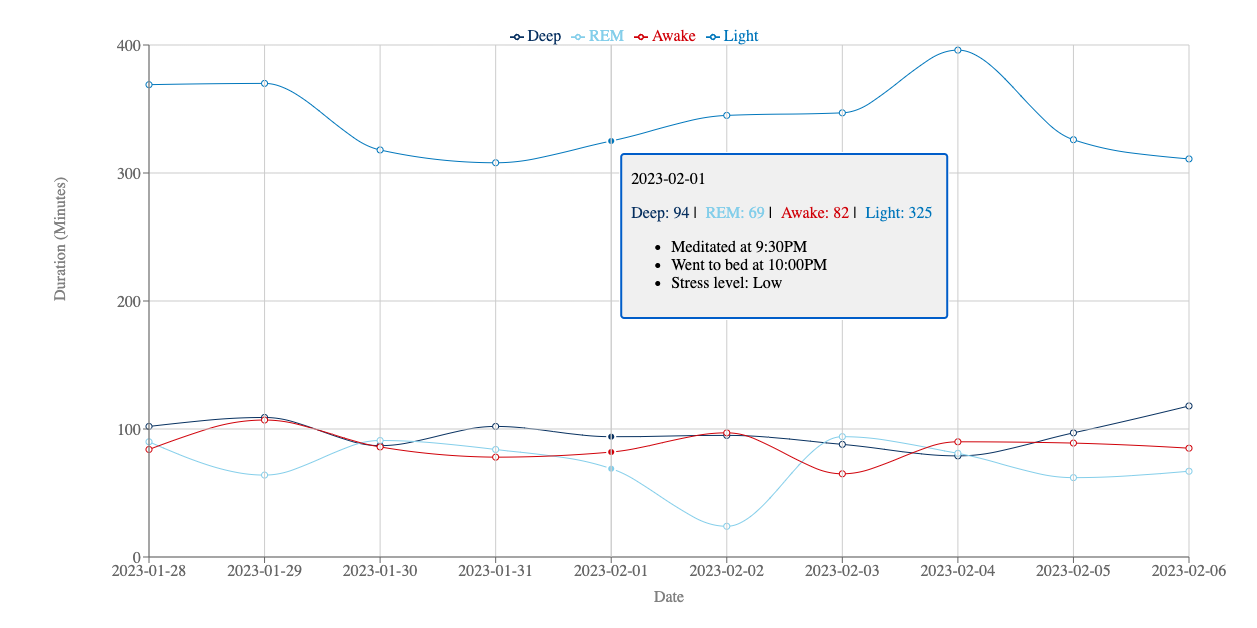 Deep REM Awake Light
400
300
200
100
0
Duration (Minutes)
2023-02-01
Deep: 94 | REM: 69 | Awake: 82 | Light: 325
• Meditated at 9:30PM
• Went to bed at 10:00PM
• Stress level: Low
2023-01-28 2023-01-29 2023-01-30 2023-01-31 2023-02-01 2023-02-02 2023-02-03 2023-02-04 2023-02-05 2023-02-06
Date